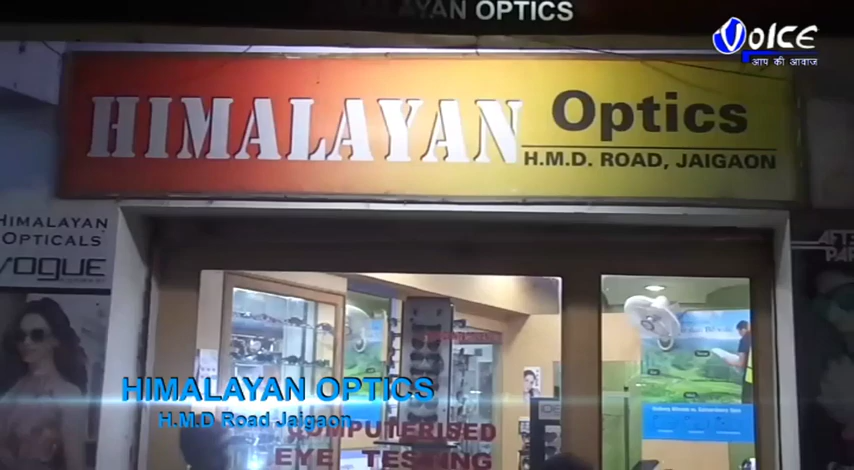 HIMALAYAN OPTICS
VOICE
आप की आवाज
HIMALAYAN Optics
H.M.D. ROAD, JAIGAON
HIMALAYAN
OPTICALS
VOGUE
HIMALAYAN OPTICS
H.M.D Road Jaigaon
COMPUTERISED
EYE TESTING